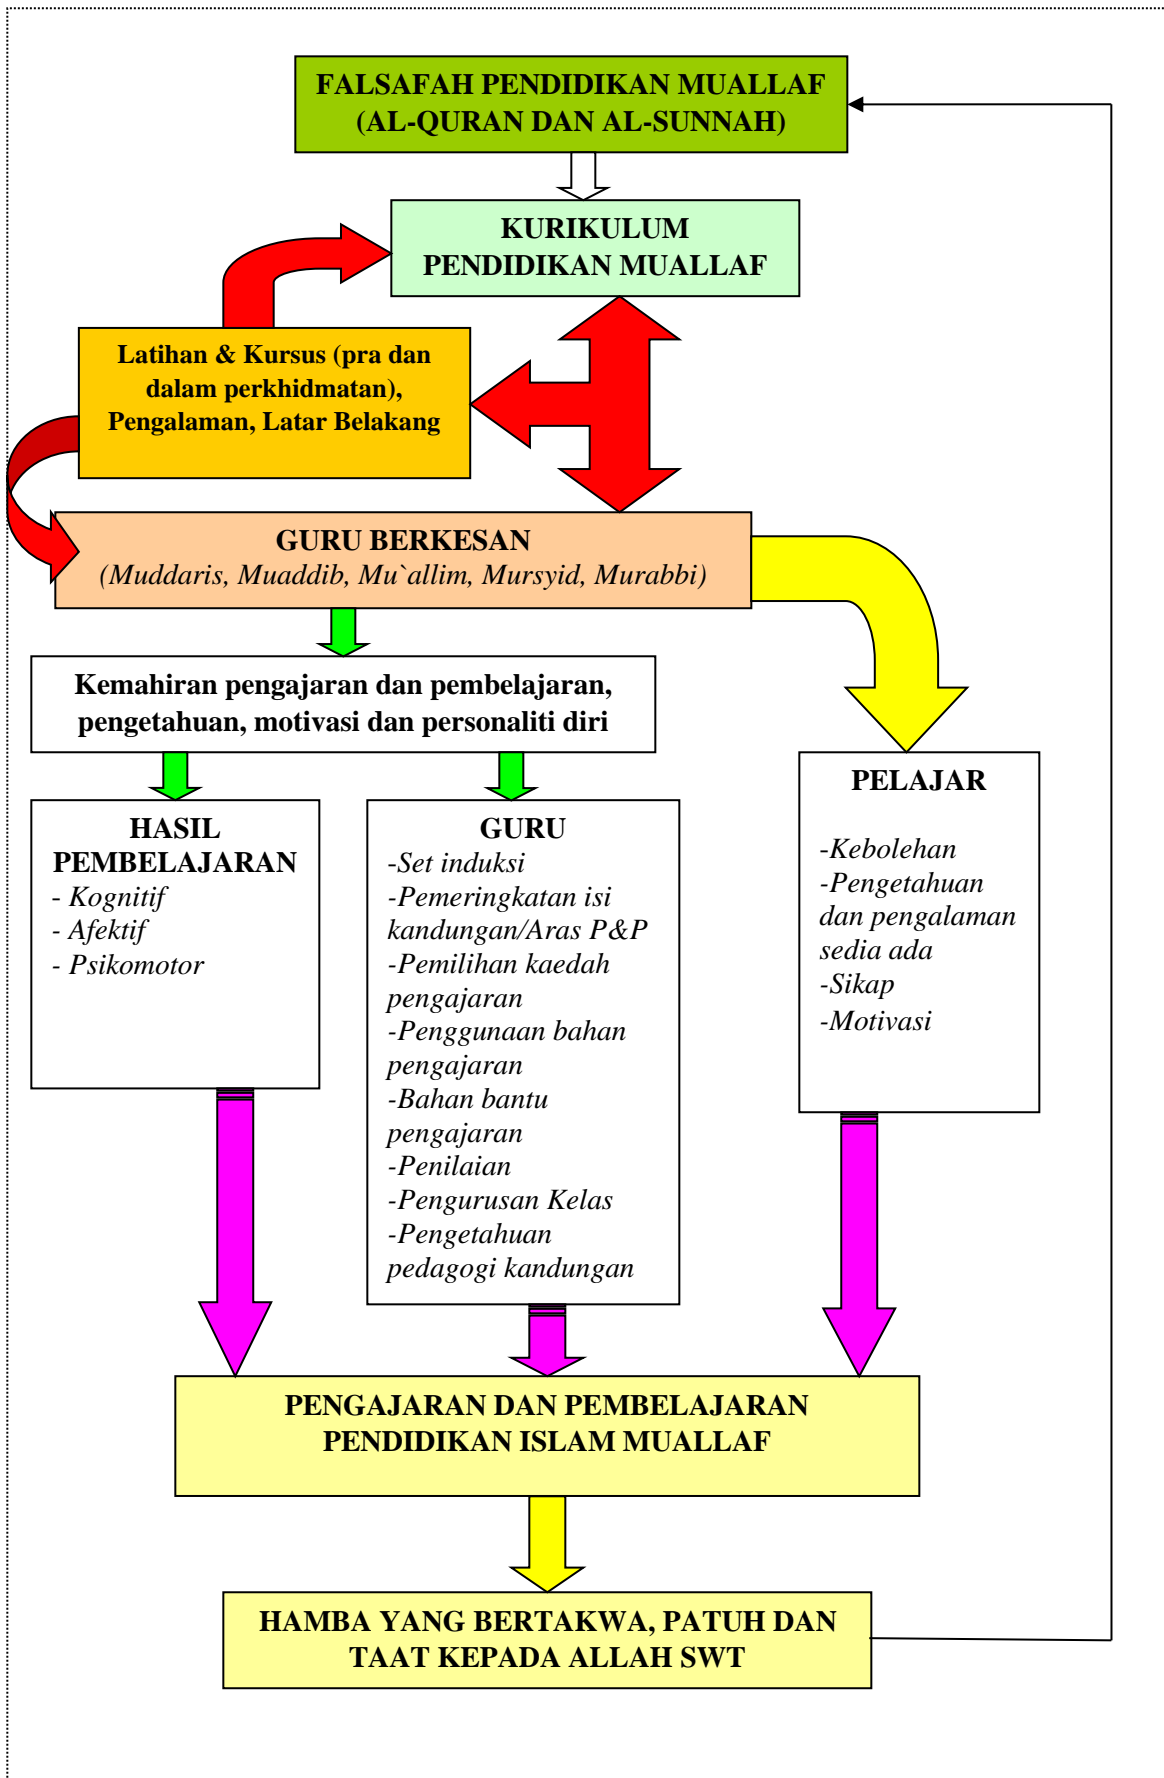 FALSAFAH PENDIDIKAN MUALLAF
(AL-QURAN DAN AL-SUNNAH)
KURIKULUM
PENDIDIKAN MUALLAF
Latihan & Kursus (pra dan
dalam perkhidmatan),
Pengalaman, Latar Belakang
GURU BERKESAN
(Muddaris, Muaddib, Mu`allim, Mursyid, Murabbi)
Kemahiran pengajaran dan pembelajaran,
pengetahuan, motivasi dan personaliti diri
HASIL
PEMBELAJARAN
- Kognitif
- Afektif
- Psikomotor
GURU
-Set induksi
-Pemeringkatan isi
kandungan/Aras P&P
-Pemilihan kaedah
pengajaran
-Penggunaan bahan
pengajaran
-Bahan bantu
pengajaran
-Penilaian
-Pengurusan Kelas
-Pengetahuan
pedagogi kandungan
PELAJAR
-Kebolehan
-Pengetahuan
dan pengalaman
sedia ada
-Sikap
-Motivasi
PENGAJARAN DAN PEMBELAJARAN
PENDIDIKAN ISLAM MUALLAF
HAMBA YANG BERTAKWA, PATUH DAN
TAAT KEPADA ALLAH SWT